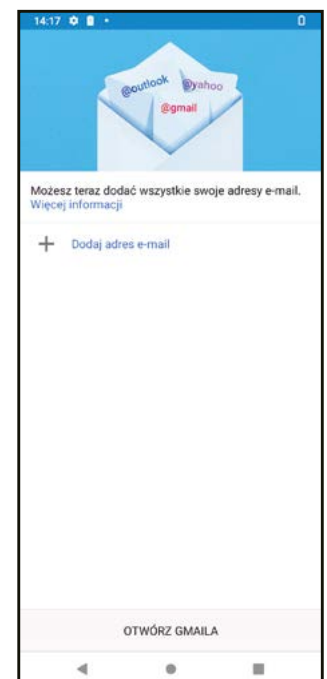 14:17
@outlook @yahoo
@gmail
Możesz teraz dodać wszystkie swoje adresy e-mail.
Więcej informacji
Dodaj adres e-mail
OTWÓRZ GMAILA